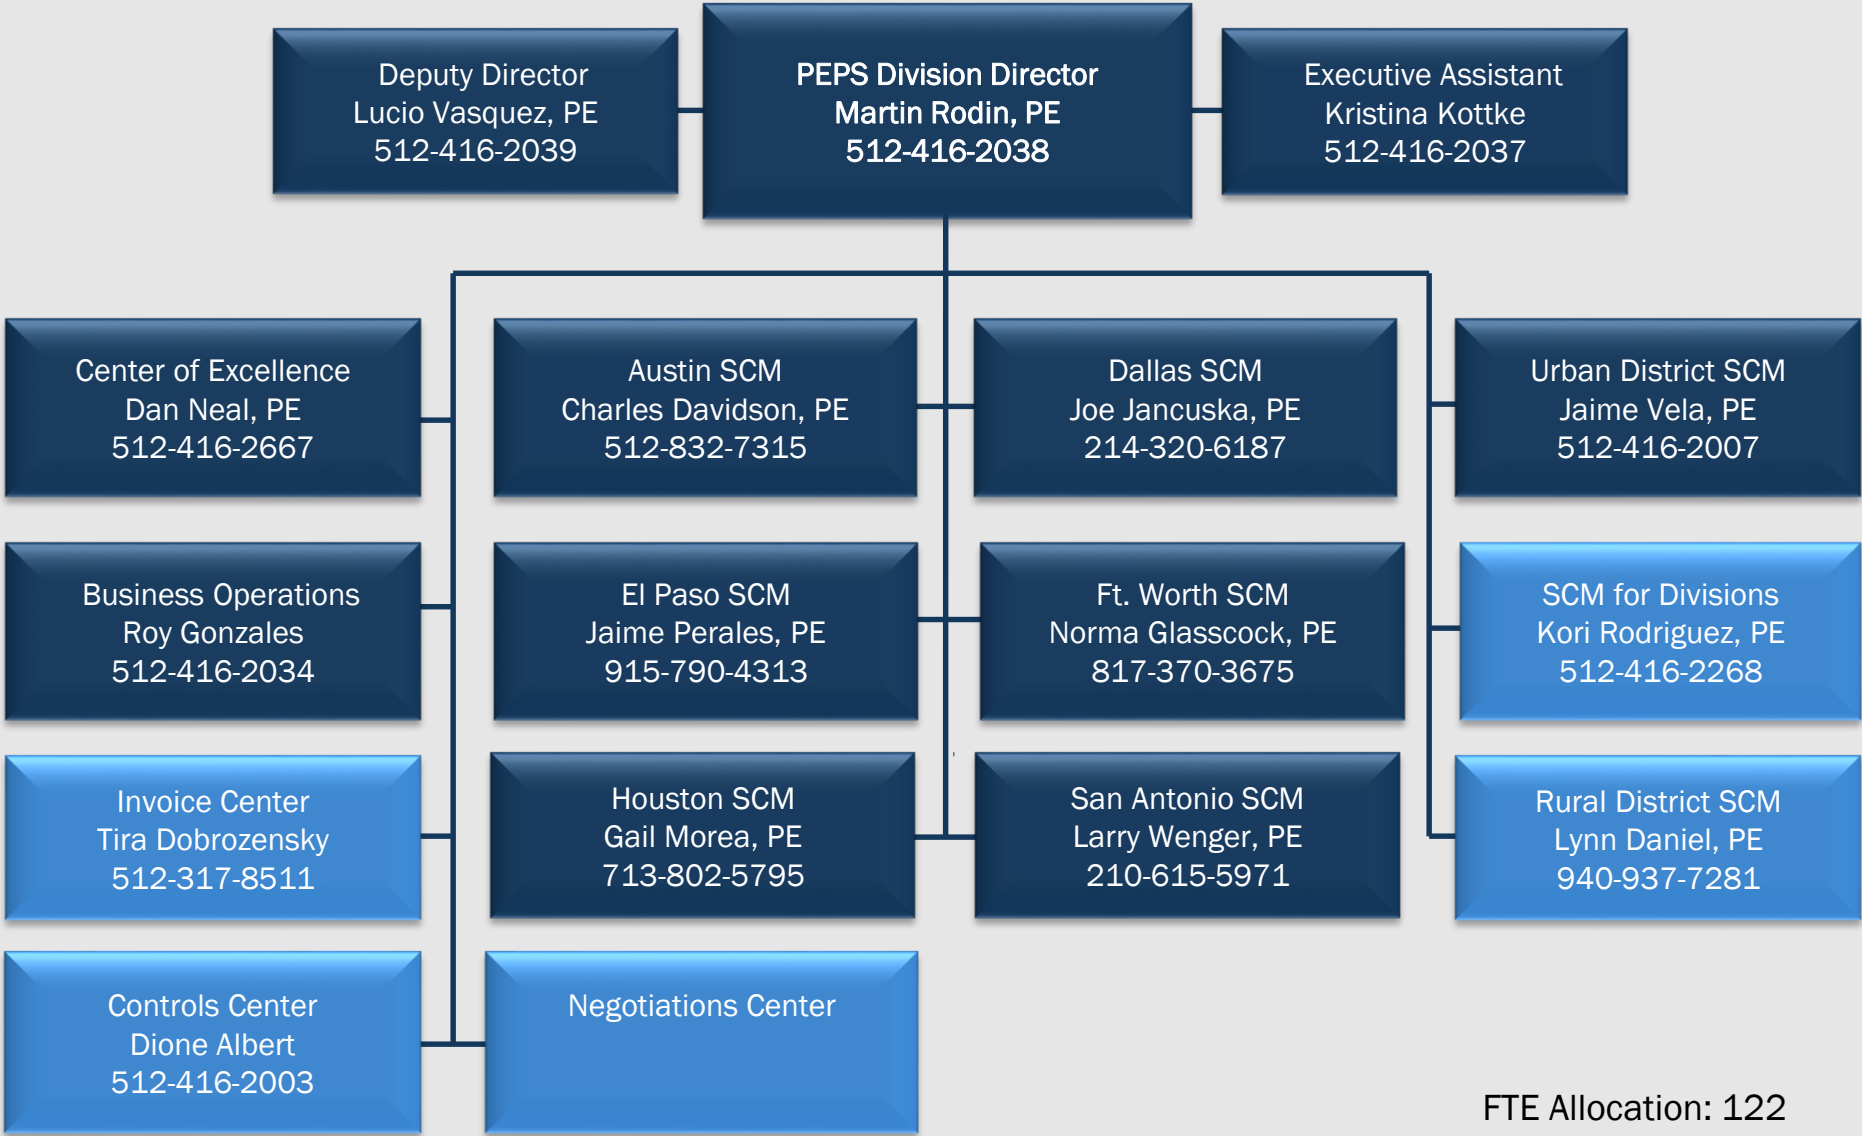 Deputy Director
Lucio Vasquez, PE
512-416-2039
PEPS Division Director
Martin Rodin, PE
512-416-2038
Executive Assistant
Kristina Kottke
512-416-2037
Center of Excellence
Dan Neal, PE
512-416-2667
Austin SCM
Charles Davidson, PE
512-832-7315
Dallas SCM
Joe Jancuska, PE
214-320-6187
Urban District SCM
Jaime Vela, PE
512-416-2007
Business Operations
Roy Gonzales
512-416-2034
El Paso SCM
Jaime Perales, PE
915-790-4313
Ft. Worth SCM
Norma Glasscock, PE
817-370-3675
SCM for Divisions
Kori Rodriguez, PE
512-416-2268
Invoice Center
Tira Dobrozensky
512-317-8511
Houston SCM
Gail Morea, PE
713-802-5795
San Antonio SCM
Larry Wenger, PE
210-615-5971
Rural District SCM
Lynn Daniel, PE
940-937-7281
Controls Center
Dione Albert
512-416-2003
Negotiations Center
FTE Allocation: 122